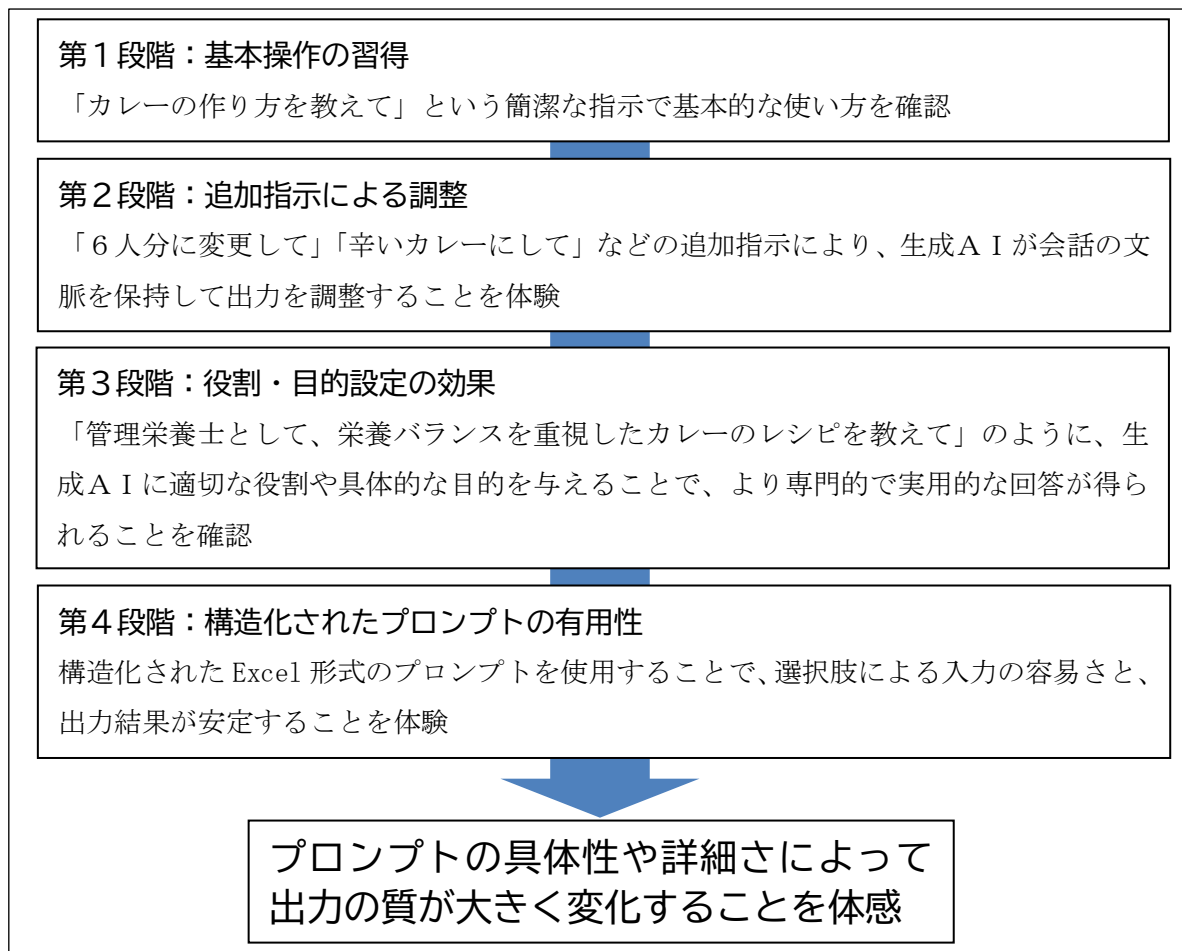 第１段階：基本操作の習得
「カレーの作り方を教えて」という簡潔な指示で基本的な使い方を確認
第２段階：追加指示による調整
「６人分に変更して」「辛いカレーにして」などの追加指示により、生成ＡＩが会話の文
脈を保持して出力を調整することを体験
第３段階：役割・目的設定の効果
「管理栄養士として、栄養バランスを重視したカレーのレシピを教えて」のように、生
成ＡＩに適切な役割や具体的な目的を与えることで、より専門的で実用的な回答が得ら
れることを確認
第４段階：構造化されたプロンプトの有用性
構造化された Excel 形式のプロンプトを使用することで、選択肢による入力の容易さと、
出力結果が安定することを体験
プロンプトの具体性や詳細さによって
出力の質が大きく変化することを体感